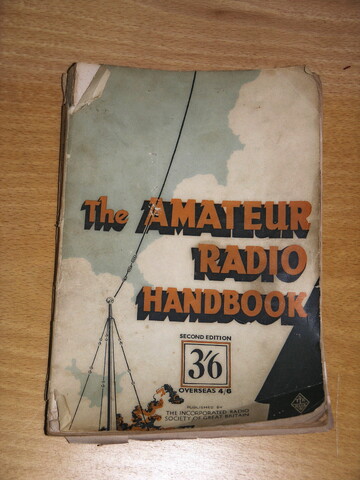 The AMATEUR
RADIO
HANDBOOK
SECOND EDITION
3'6
OVERSEAS 4/6
PUBLISHED BY
THE INCORPORATED RADIO
SOCIETY OF GREAT BRITAIN